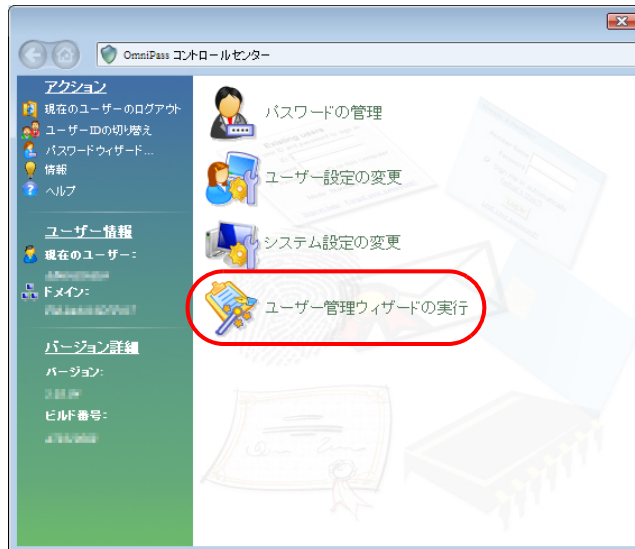 OmniPass コントロールセンター
アクション
現在のユーザーのログアウト
ユーザーIDの切り替え
パスワードウィザード...
情報
ヘルプ
ユーザー情報
現在のユーザー:
ドメイン:
バージョン詳細
バージョン:
ビルド番号:
パスワードの管理
ユーザー設定の変更
システム設定の変更
ユーザー管理ウィザードの実行